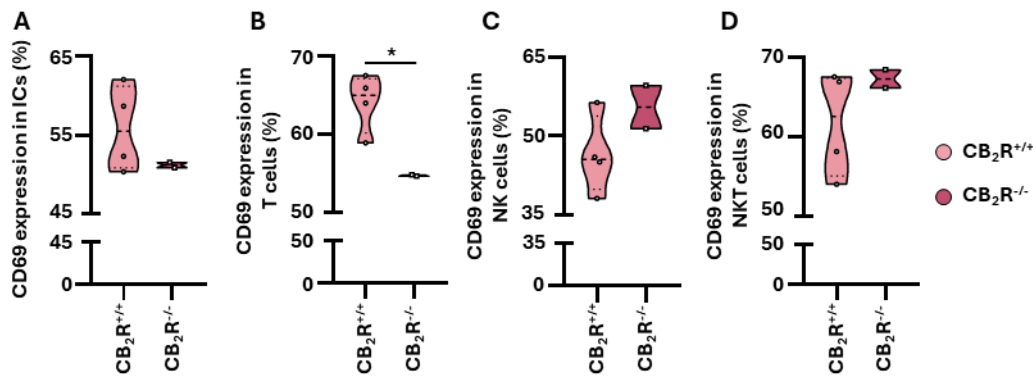 A
CD69 expression in ICs (%)
65
55
45
45
0
CB₂R⁺/⁺
CB₂R⁻/⁻
B
CD69 expression in
T cells (%)
70
60
50
50
0
*
CB₂R⁺/⁺
CB₂R⁻/⁻
C
CD69 expression in
NK cells (%)
65
50
35
35
0
CB₂R⁺/⁺
CB₂R⁻/⁻
D
CD69 expression in
NKT cells (%)
70
60
50
50
0
CB₂R⁺/⁺
CB₂R⁻/⁻
CB₂R⁺/⁺
CB₂R⁻/⁻